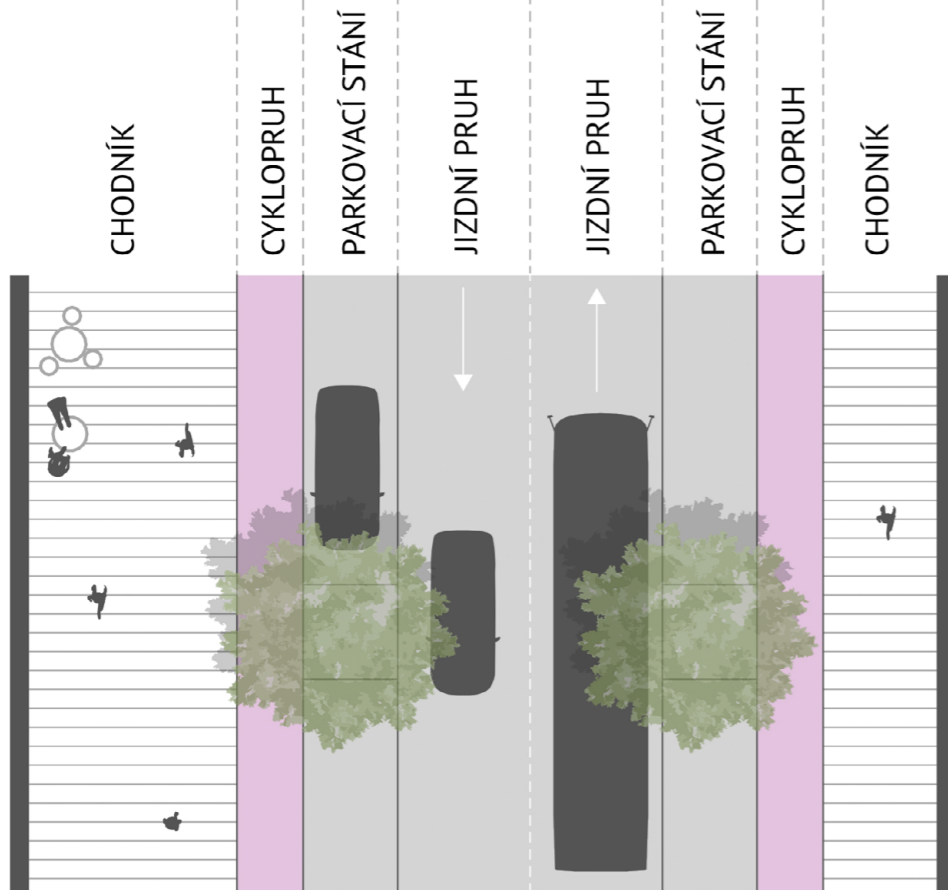 CHODNÍK
CYKLOPRUH
PARKOVACÍ STÁNÍ
JIZDNÍ PRUH
JIZDNÍ PRUH
PARKOVACÍ STÁNÍ
CYKLOPRUH
CHODNÍK